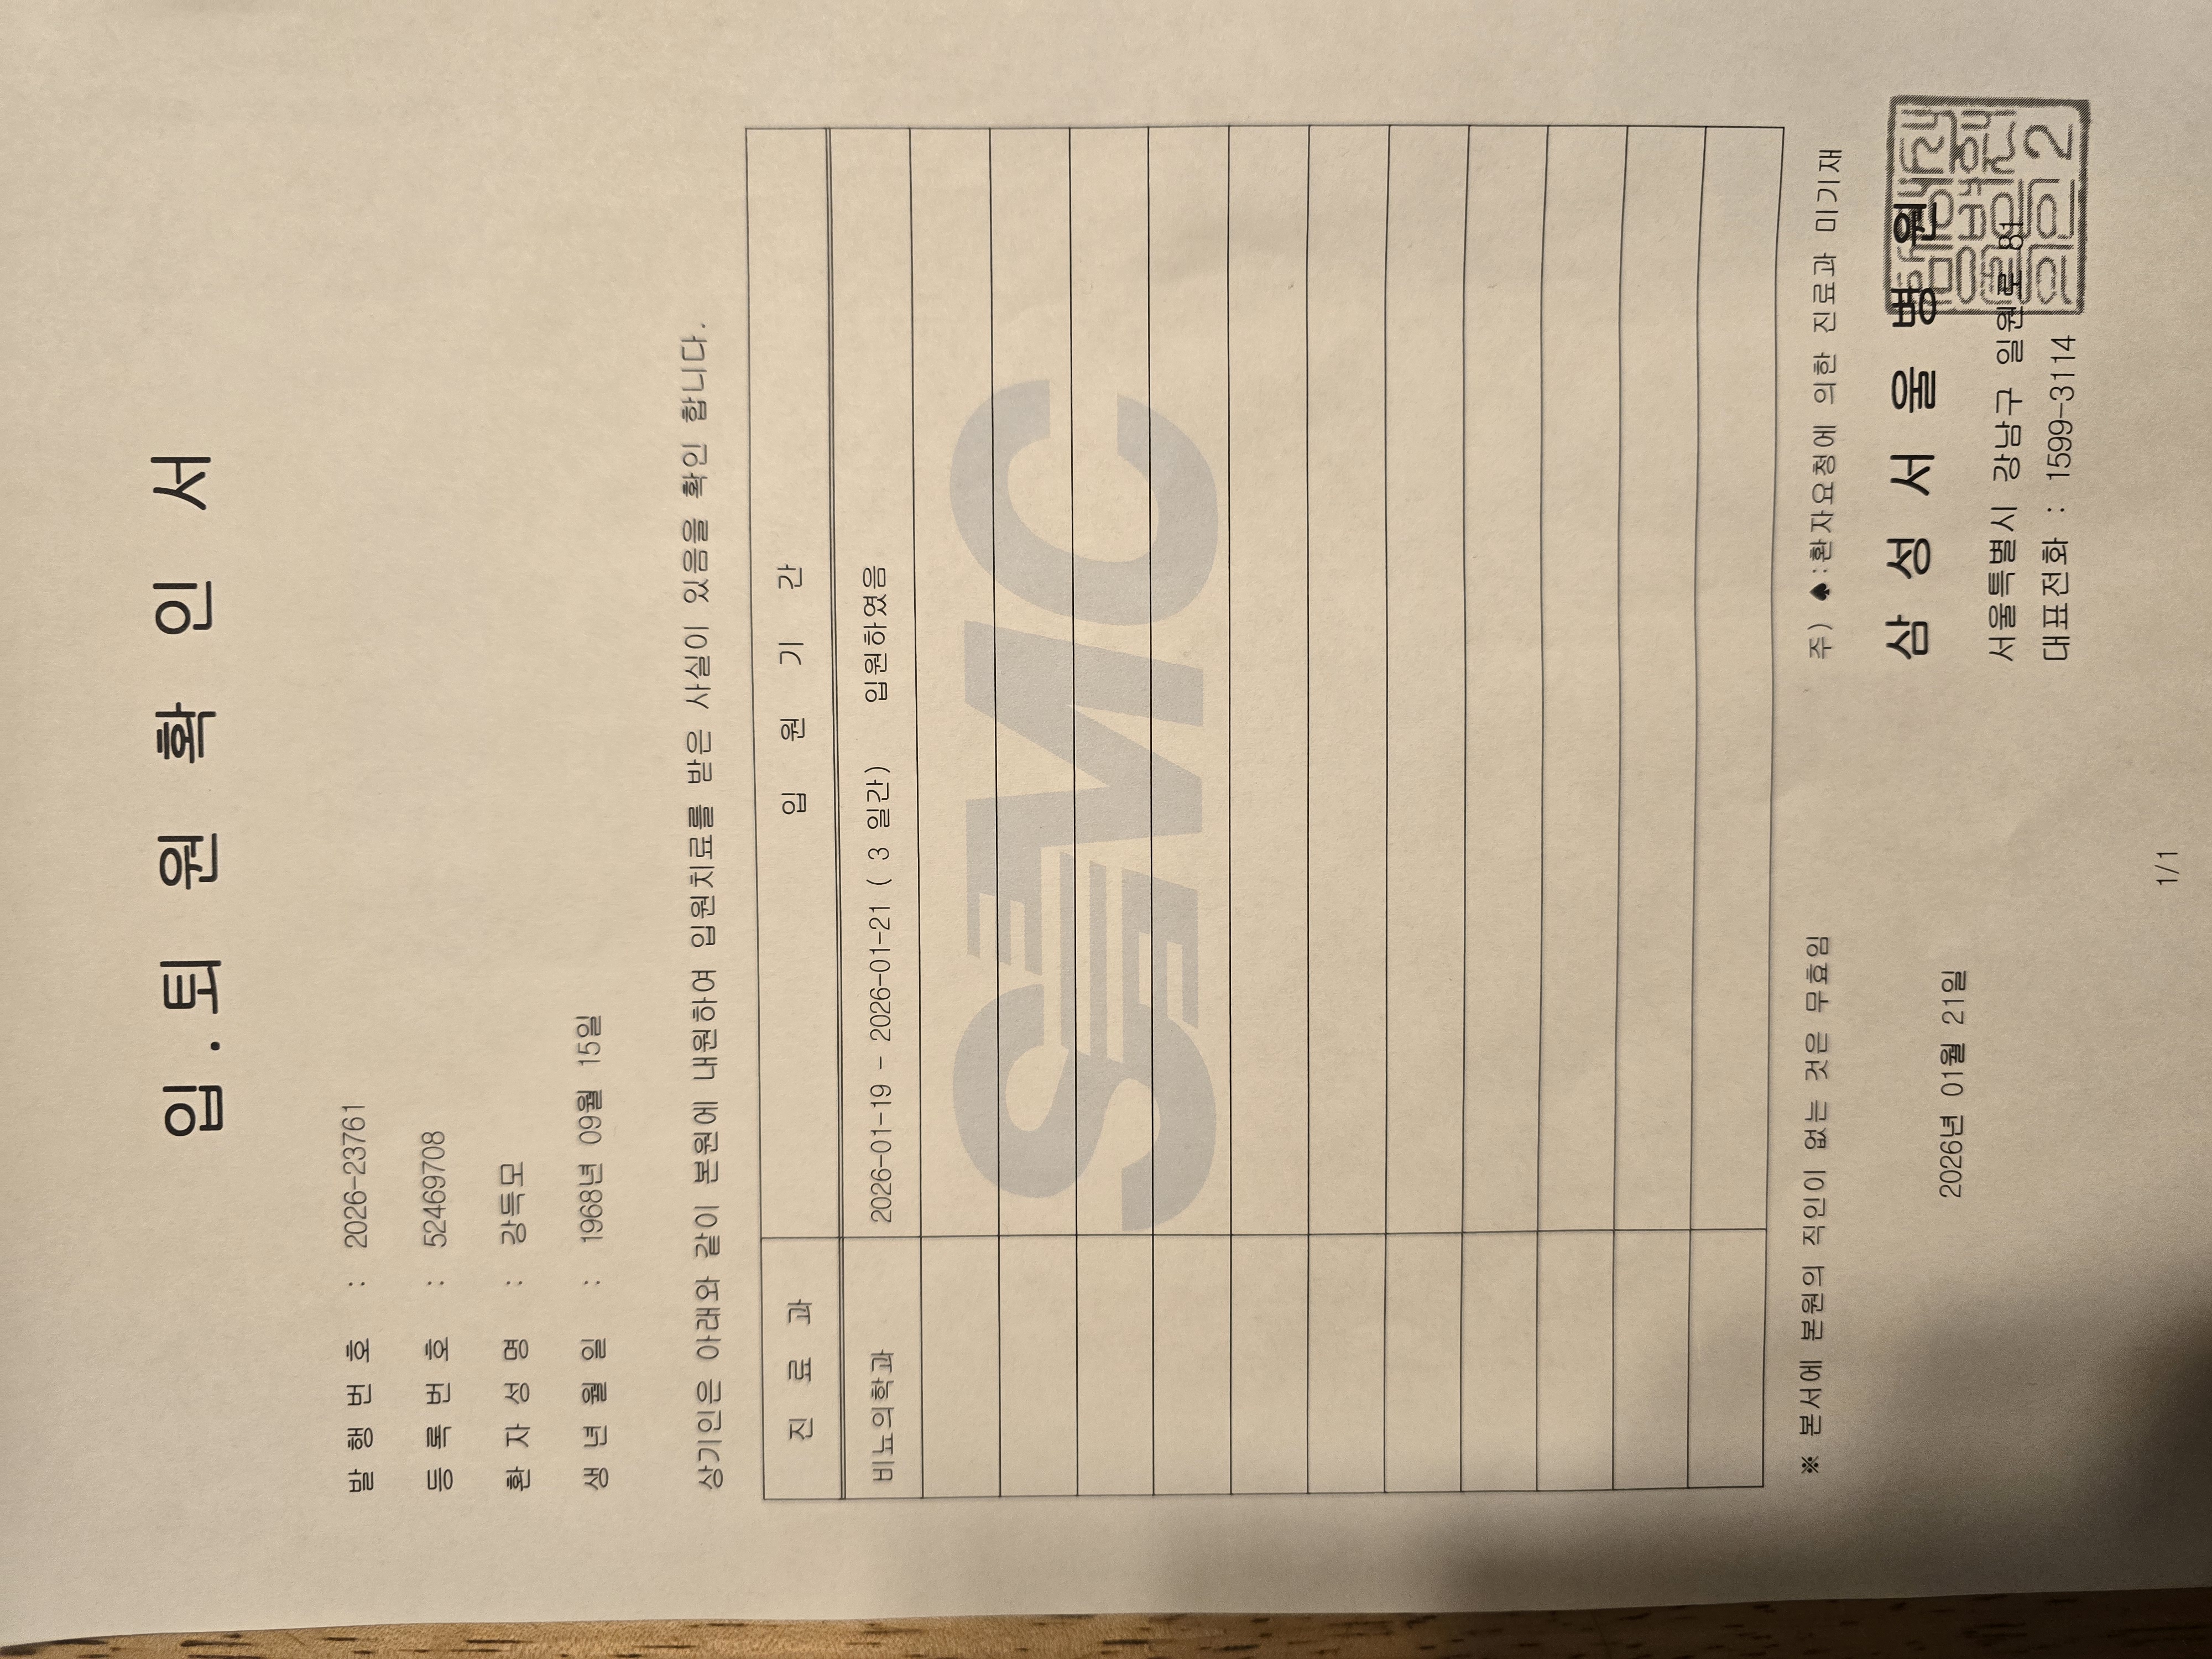 입 . 퇴 원 확 인 서
발 행 번 호 : 2026-23761
등 록 번 호 : 52469708
환 자 성 명 : 강득모
생 년 월 일 : 1968년 09월 15일
상기인은 아래와 같이 본원에 내원하여 입원치료를 받은 사실이 있음을 확인 합니다.
진 료 과 입 원 기 간
비뇨의학과 2026-01-19 - 2026-01-21 ( 3 일간) 입원하였음
SMC
※ 본서에 본원의 직인이 없는 것은 무효임 주) ♠:환자요청에 의한 진료과 미기재
2026년 01월 21일
삼 성 서 울 병 원
서울특별시 강남구 일원로 81
대표전화 : 1599-3114
1/1